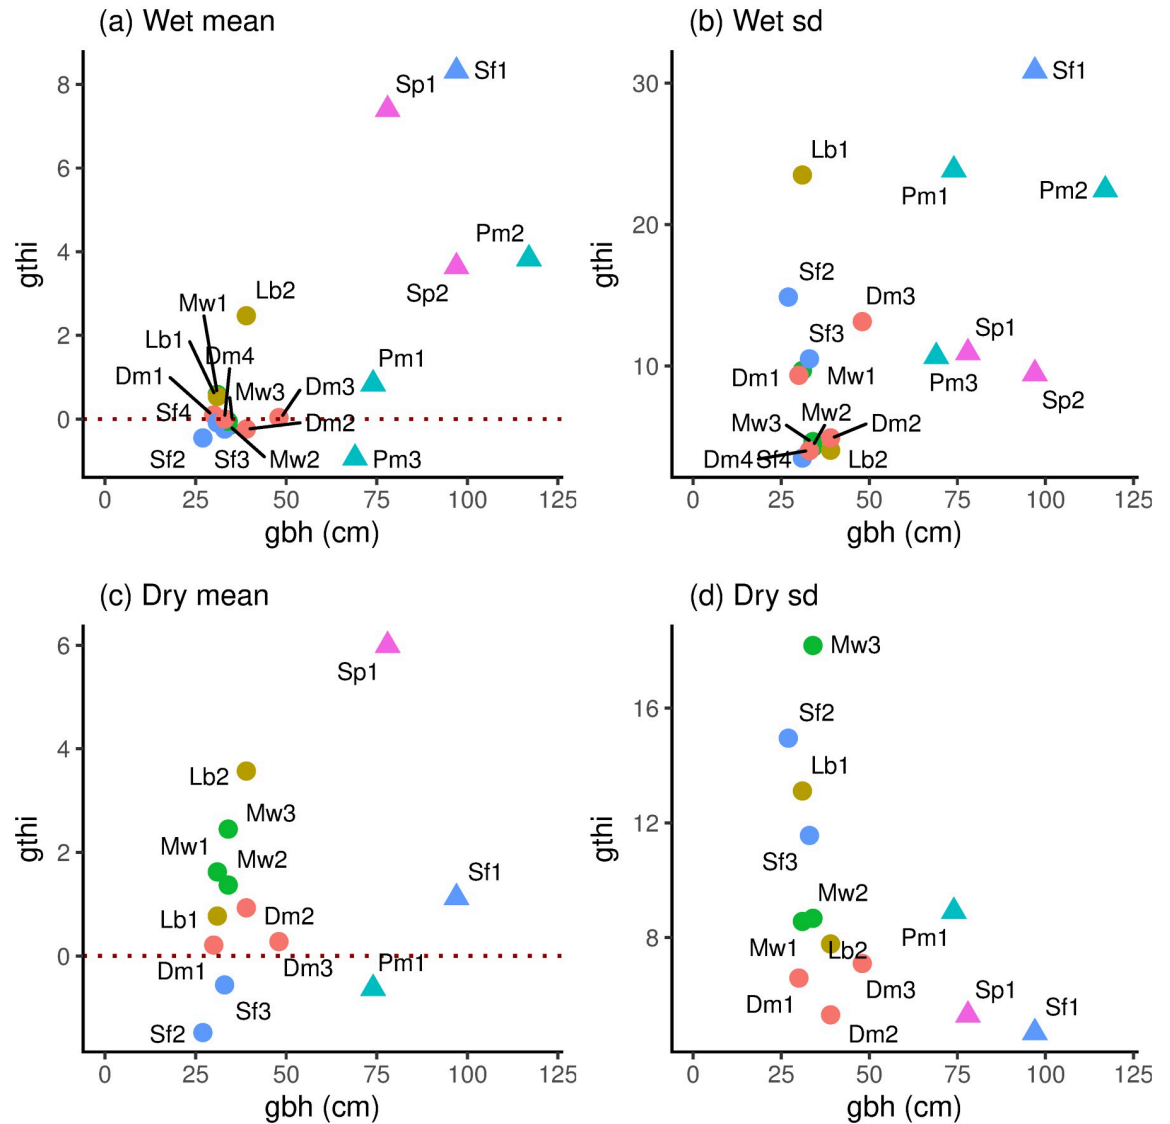 (a) Wet mean
gthi
8
6
4
2
0
Sf1
Sp1
Pm2
Sp2
Lb2
Mw1
Lb1
Dm4
Dm1
Mw3
Pm1
Dm3
Sf4
Dm2
Sf2
Sf3
Mw2
Pm3
0
25
50
75
100
125
gbh (cm)
(b) Wet sd
gthi
30
20
10
Sf1
Lb1
Pm1
Pm2
Sf2
Dm3
Sf3
Sp1
Dm1
Mw1
Pm3
Sp2
Mw3
Mw2
Dm2
Dm4
Sf4
Lb2
0
25
50
75
100
125
gbh (cm)
(c) Dry mean
gthi
6
4
2
0
Sp1
Lb2
Mw3
Mw1
Mw2
Sf1
Lb1
Dm2
Dm1
Dm3
Pm1
Sf3
Sf2
0
25
50
75
100
125
gbh (cm)
(d) Dry sd
gthi
16
12
8
Mw3
Sf2
Lb1
Sf3
Mw2
Mw1
Lb2
Pm1
Dm1
Dm3
Sp1
Sf1
Dm2
0
25
50
75
100
125
gbh (cm)